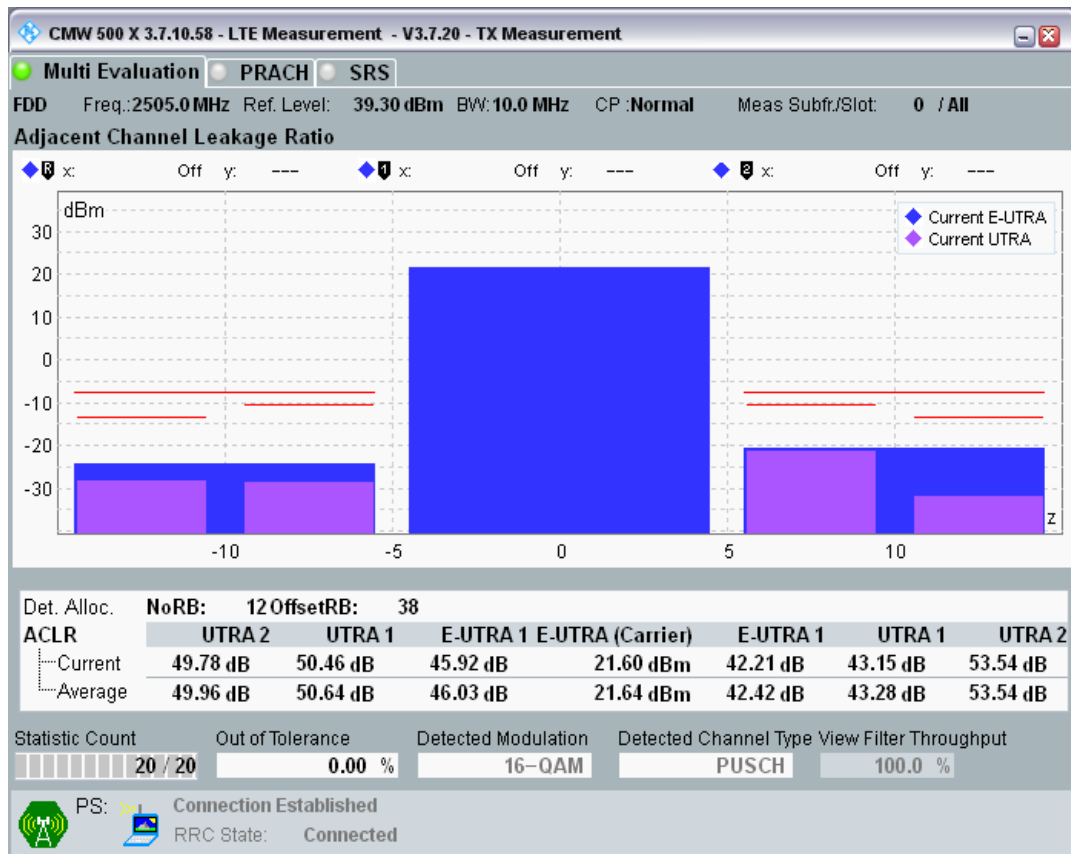 CMW 500 X 3.7.10.58 - LTE Measurement - V3.7.20 - TX Measurement
Multi Evaluation PRACH SRS
FDD Freq.:2505.0 MHz Ref. Level: 39.30 dBm BW:10.0 MHz CP :Normal Meas Subfr./Slot: 0 / All
Adjacent Channel Leakage Ratio
R x: Off y: --- 1 x: Off y: --- 2 x: Off y: ---
dBm
Current E-UTRA
Current UTRA
30
20
10
0
-10
-20
-30
z
-10 -5 0 5 10
Det. Alloc. NoRB: 12 OffsetRB: 38
ACLR UTRA 2 UTRA 1 E-UTRA 1 E-UTRA (Carrier) E-UTRA 1 UTRA 1 UTRA 2
Current 49.78 dB 50.46 dB 45.92 dB 21.60 dBm 42.21 dB 43.15 dB 53.54 dB
Average 49.96 dB 50.64 dB 46.03 dB 21.64 dBm 42.42 dB 43.28 dB 53.54 dB
Statistic Count Out of Tolerance Detected Modulation Detected Channel Type View Filter Throughput
20 / 20 0.00 % 16-QAM PUSCH 100.0 %
PS: Connection Established
RRC State: Connected